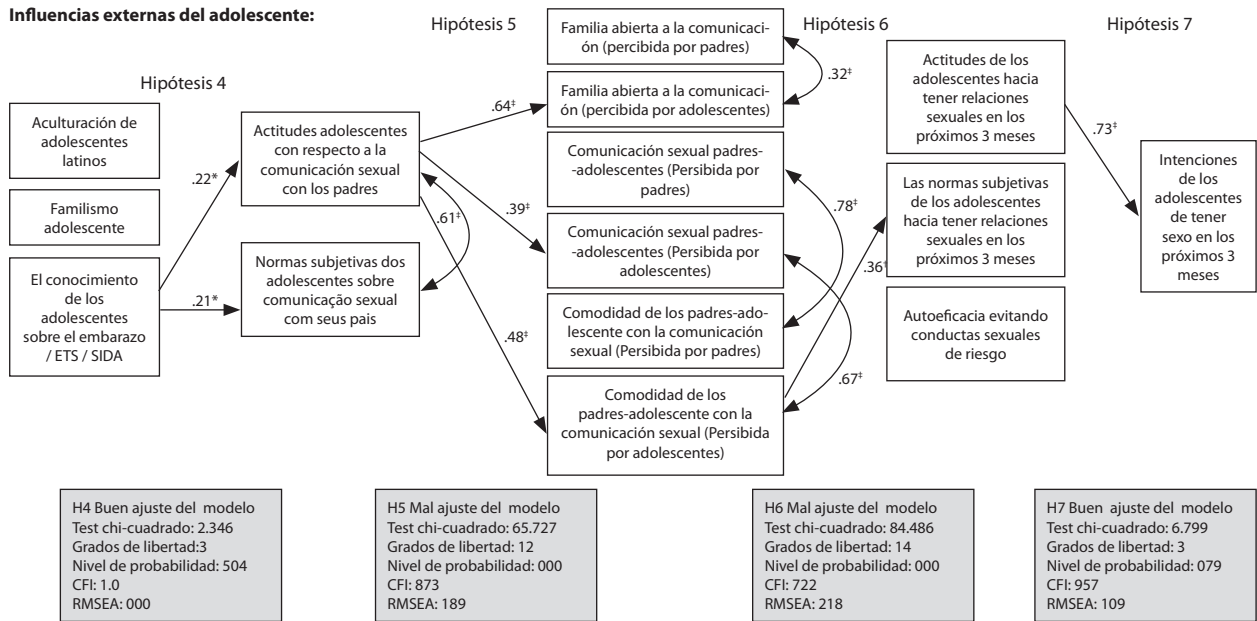 Influencias externas del adolescente:
Hipótesis 4
Aculturación de
adolescentes
latinos
Familismo
adolescente
El conocimiento
de los
adolescentes
sobre el embarazo
/ ETS / SIDA
.22*
.21*
Actitudes adolescentes
con respecto a la
comunicación sexual
con los padres
Normas subjetivas dos
adolescentes sobre
comunicação sexual
com seus pais
.61‡
Hipótesis 5
.64‡
.39‡
.48‡
Familia abierta a la comunicaci-
ón (percibida por padres)
Familia abierta a la comunicaci-
ón (percibida por adolescentes)
Comunicación sexual padres-
-adolescentes (Persibida por
padres)
Comunicación sexual padres-
-adolescentes (Persibida por
adolescentes)
Comodidad de los padres-ado-
lescente con la comunicación
sexual (Persibida por padres)
Comodidad de los
padres-adolescente con la
comunicación sexual (Persibida
por adolescentes)
.32‡
.78‡
.67‡
Hipótesis 6
.36‡
Actitudes de los
adolescentes hacia
tener relaciones
sexuales en los
próximos 3 meses
Las normas subjetivas
de los adolescentes
hacia tener relaciones
sexuales en los
próximos 3 meses
Autoeficacia evitando
conductas sexuales
de riesgo
Hipótesis 7
.73‡
Intenciones
de los
adolescentes
de tener
sexo en los
próximos 3
meses
H4 Buen ajuste del modelo
Test chi-cuadrado: 2.346
Grados de libertad:3
Nivel de probabilidad: 504
CFI: 1.0
RMSEA: 000
H5 Mal ajuste del modelo
Test chi-cuadrado: 65.727
Grados de libertad: 12
Nivel de probabilidad: 000
CFI: 873
RMSEA: 189
H6 Mal ajuste del modelo
Test chi-cuadrado: 84.486
Grados de libertad: 14
Nivel de probabilidad: 000
CFI: 722
RMSEA: 218
H7 Buen ajuste del modelo
Test chi-cuadrado: 6.799
Grados de libertad: 3
Nivel de probabilidad: 079
CFI: 957
RMSEA: 109